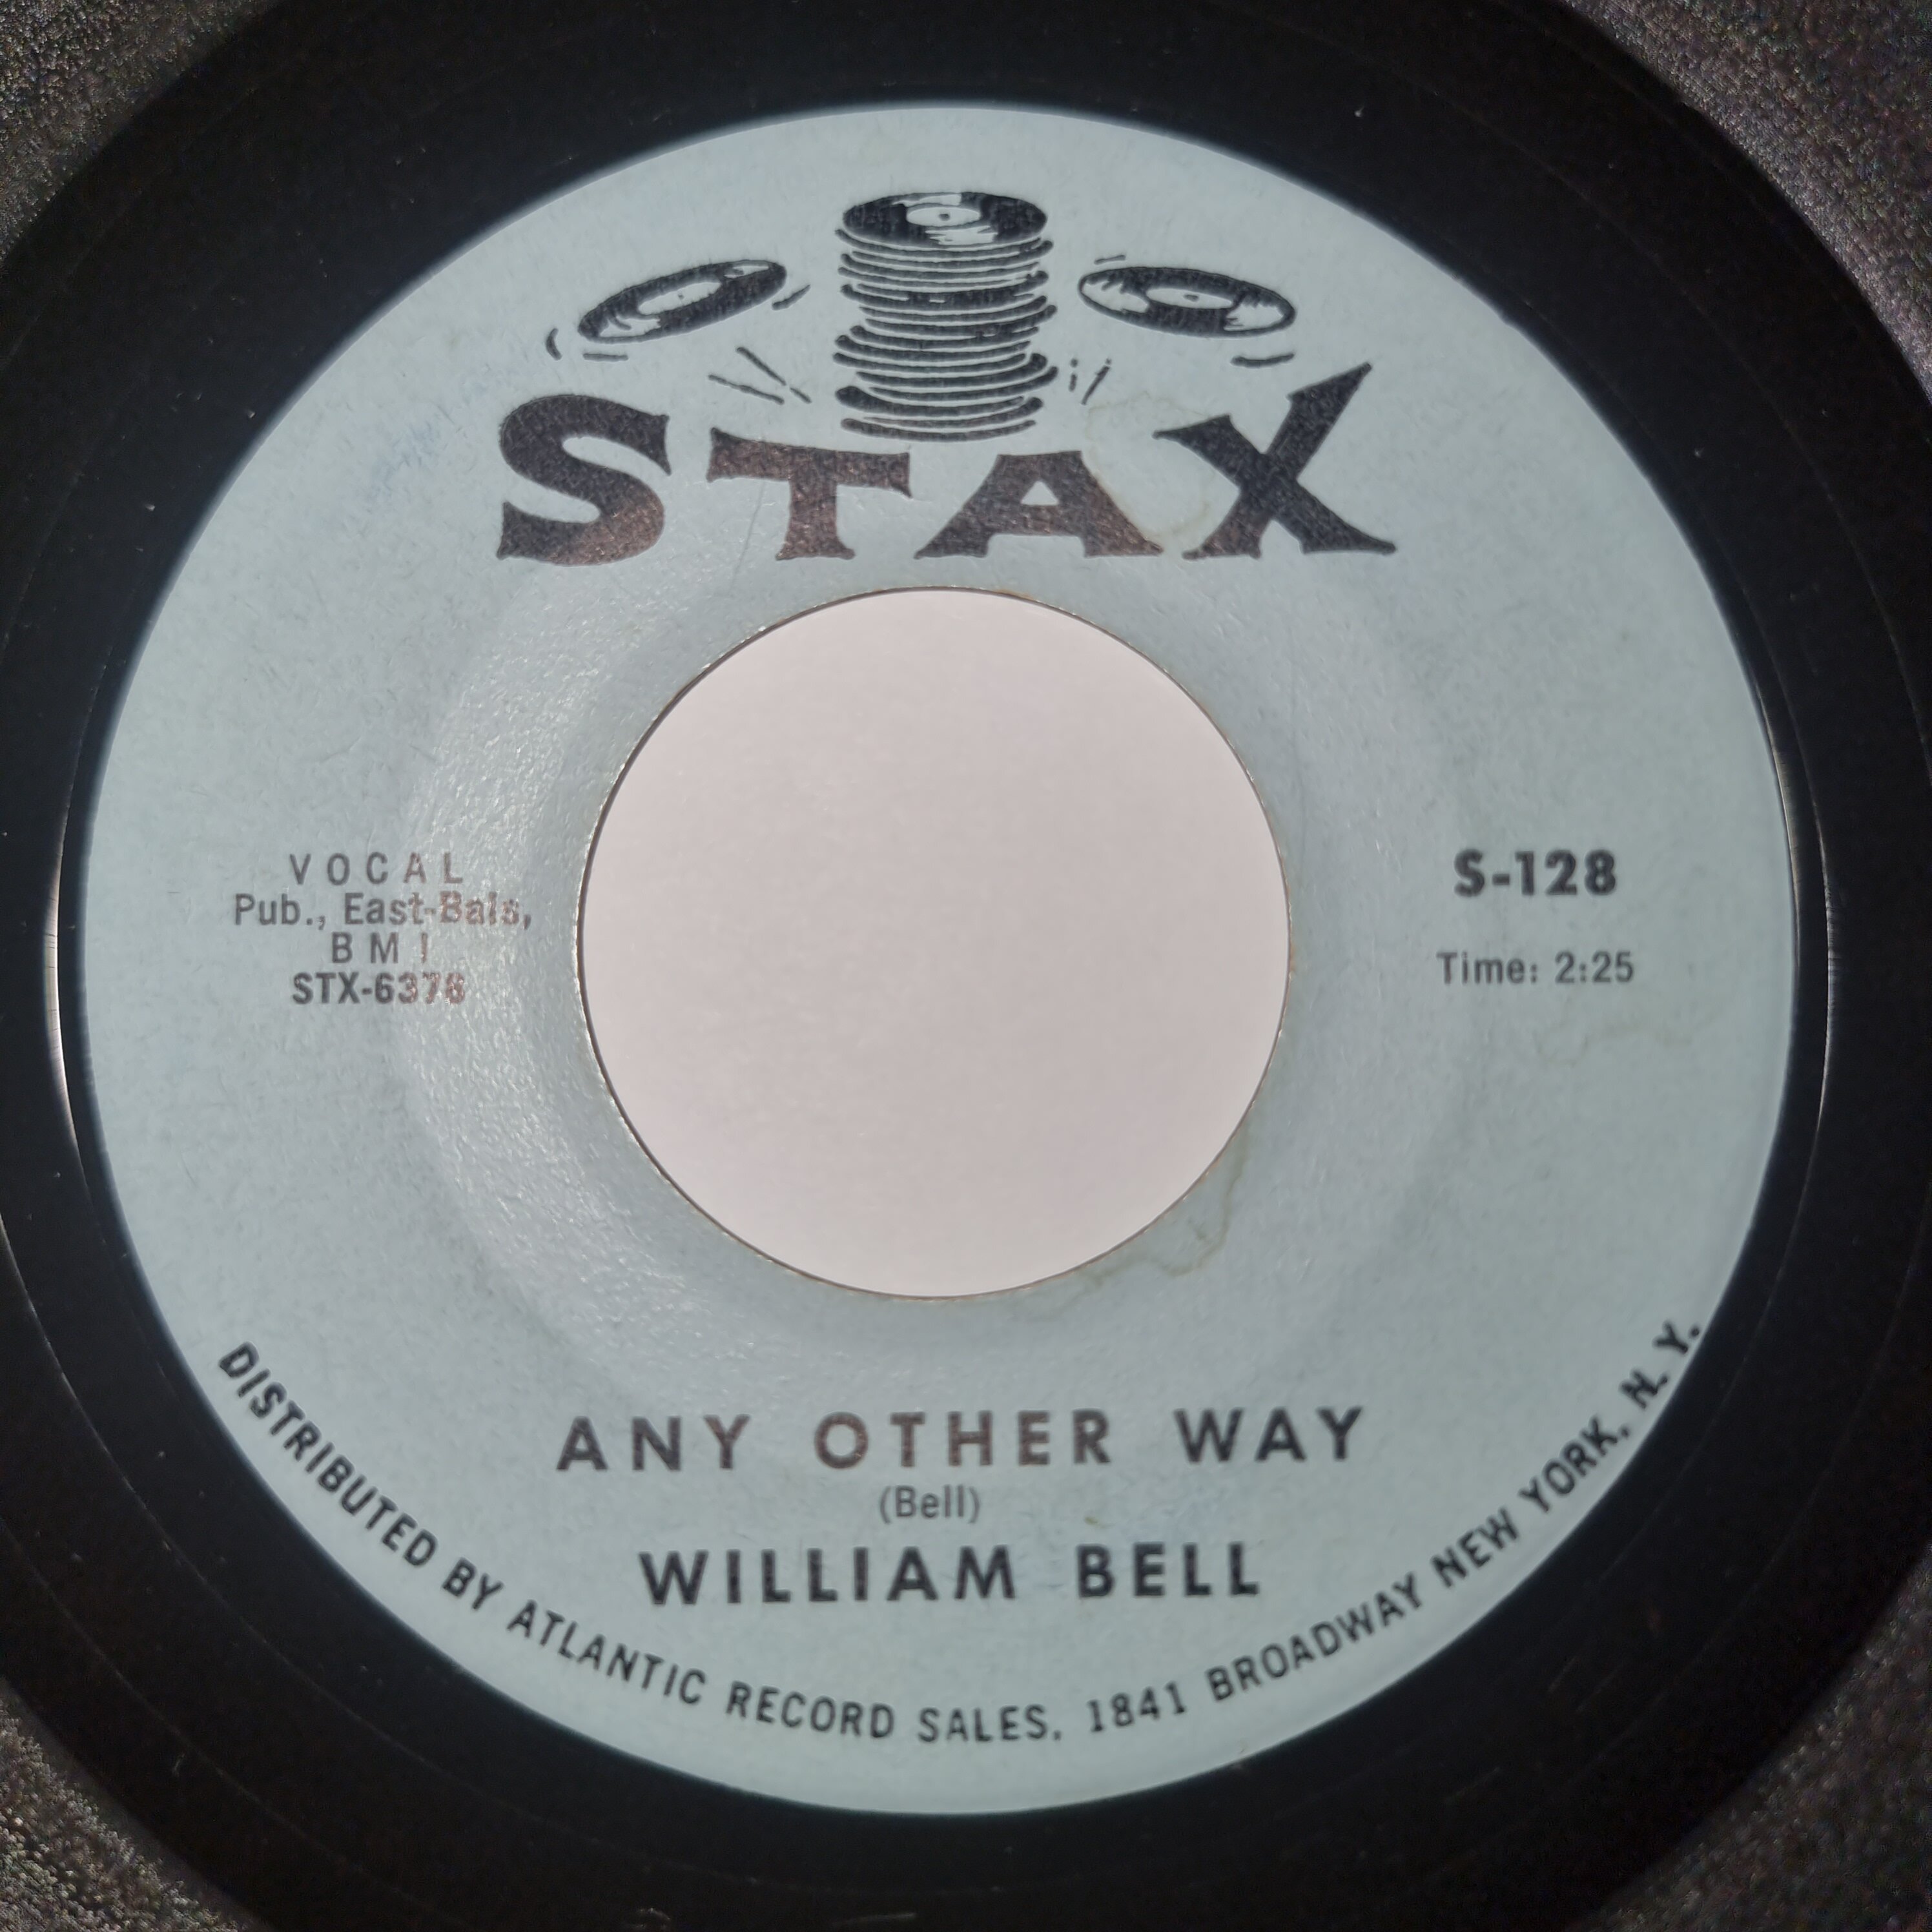 STAX
VOCAL
Pub., East-Bais,
BMI
STX-6376
S-128
Time: 2:25
ANY OTHER WAY
(Bell)
WILLIAM BELL
DISTRIBUTED BY ATLANTIC RECORD SALES, 1841 BROADWAY NEW YORK, N.Y.